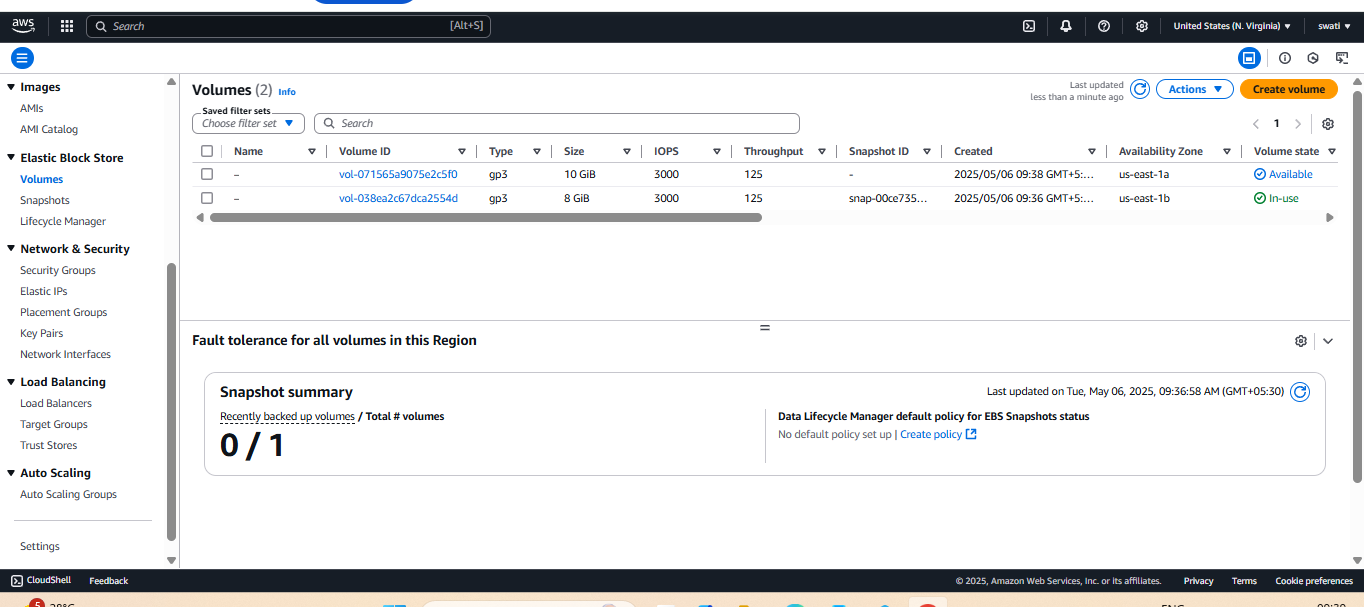 aws
Search [Alt+S]
United States (N. Virginia)
swati
Images
AMIs
AMI Catalog
Elastic Block Store
Volumes
Snapshots
Lifecycle Manager
Network & Security
Security Groups
Elastic IPs
Placement Groups
Key Pairs
Network Interfaces
Load Balancing
Load Balancers
Target Groups
Trust Stores
Auto Scaling
Auto Scaling Groups
Settings
Volumes (2) Info
Last updated
less than a minute ago
Actions
Create volume
Saved filter sets
Choose filter set
Search
1
Name Volume ID Type Size IOPS Throughput Snapshot ID Created Availability Zone Volume state
– vol-071565a9075e2c5f0 gp3 10 GiB 3000 125 - 2025/05/06 09:38 GMT+5:... us-east-1a Available
– vol-038ea2c67dca2554d gp3 8 GiB 3000 125 snap-00ce735... 2025/05/06 09:36 GMT+5:... us-east-1b In-use
Fault tolerance for all volumes in this Region
Snapshot summary
Last updated on Tue, May 06, 2025, 09:36:58 AM (GMT+05:30)
Recently backed up volumes / Total # volumes
0 / 1
Data Lifecycle Manager default policy for EBS Snapshots status
No default policy set up | Create policy
CloudShell Feedback
© 2025, Amazon Web Services, Inc. or its affiliates. Privacy Terms Cookie preferences
5